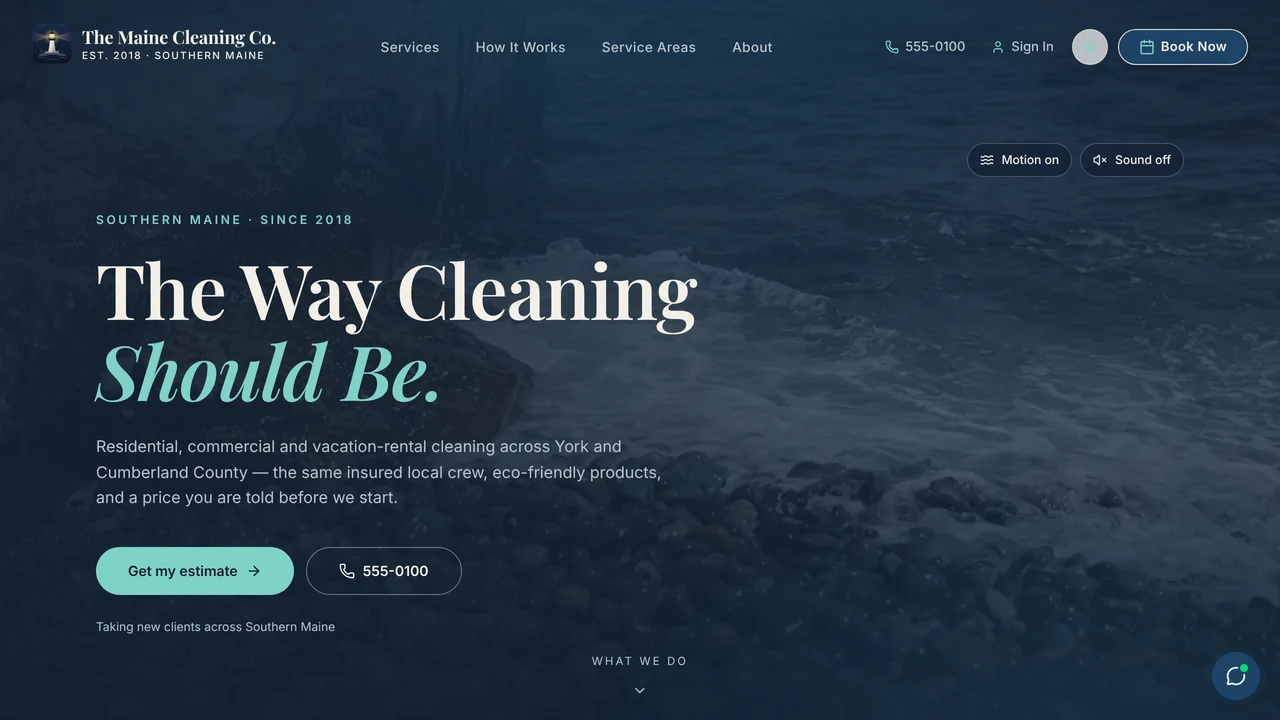 The Maine Cleaning Co.
EST. 2018 · SOUTHERN MAINE
Services
How It Works
Service Areas
About
555-0100
Sign In
Book Now
Motion on
Sound off
SOUTHERN MAINE · SINCE 2018
The Way Cleaning
Should Be.
Residential, commercial and vacation-rental cleaning across York and
Cumberland County — the same insured local crew, eco-friendly products,
and a price you are told before we start.
Get my estimate
555-0100
Taking new clients across Southern Maine
WHAT WE DO